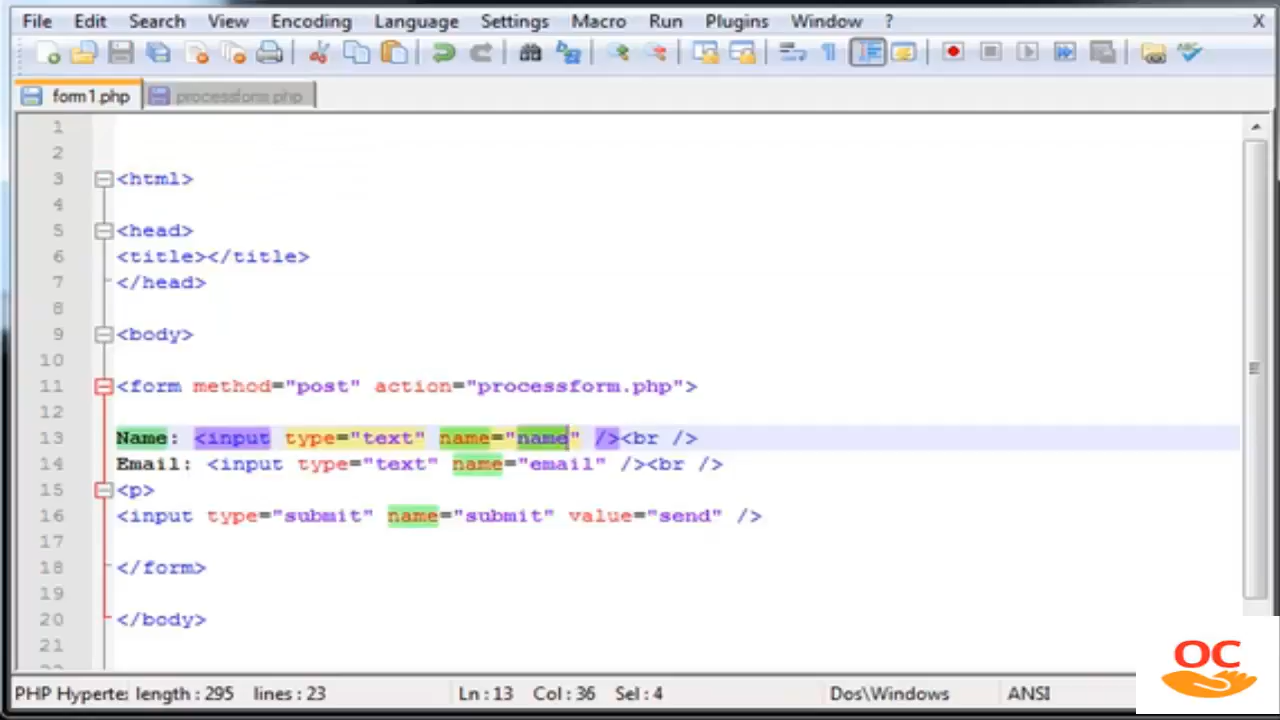 File Edit Search View Encoding Language Settings Macro Run Plugins Window ? X
form1.php processform.php
1
2
3 <html>
4
5 <head>
6 <title></title>
7 </head>
8
9 <body>
10
11 <form method="post" action="processform.php">
12
13 Name: <input type="text" name="name" /><br />
14 Email: <input type="text" name="email" /><br />
15 <p>
16 <input type="submit" name="submit" value="send" />
17
18 </form>
19
20 </body>
21
PHP Hyperte: length : 295 lines : 23 Ln : 13 Col : 36 Sel : 4 Dos\Windows ANSI
OC